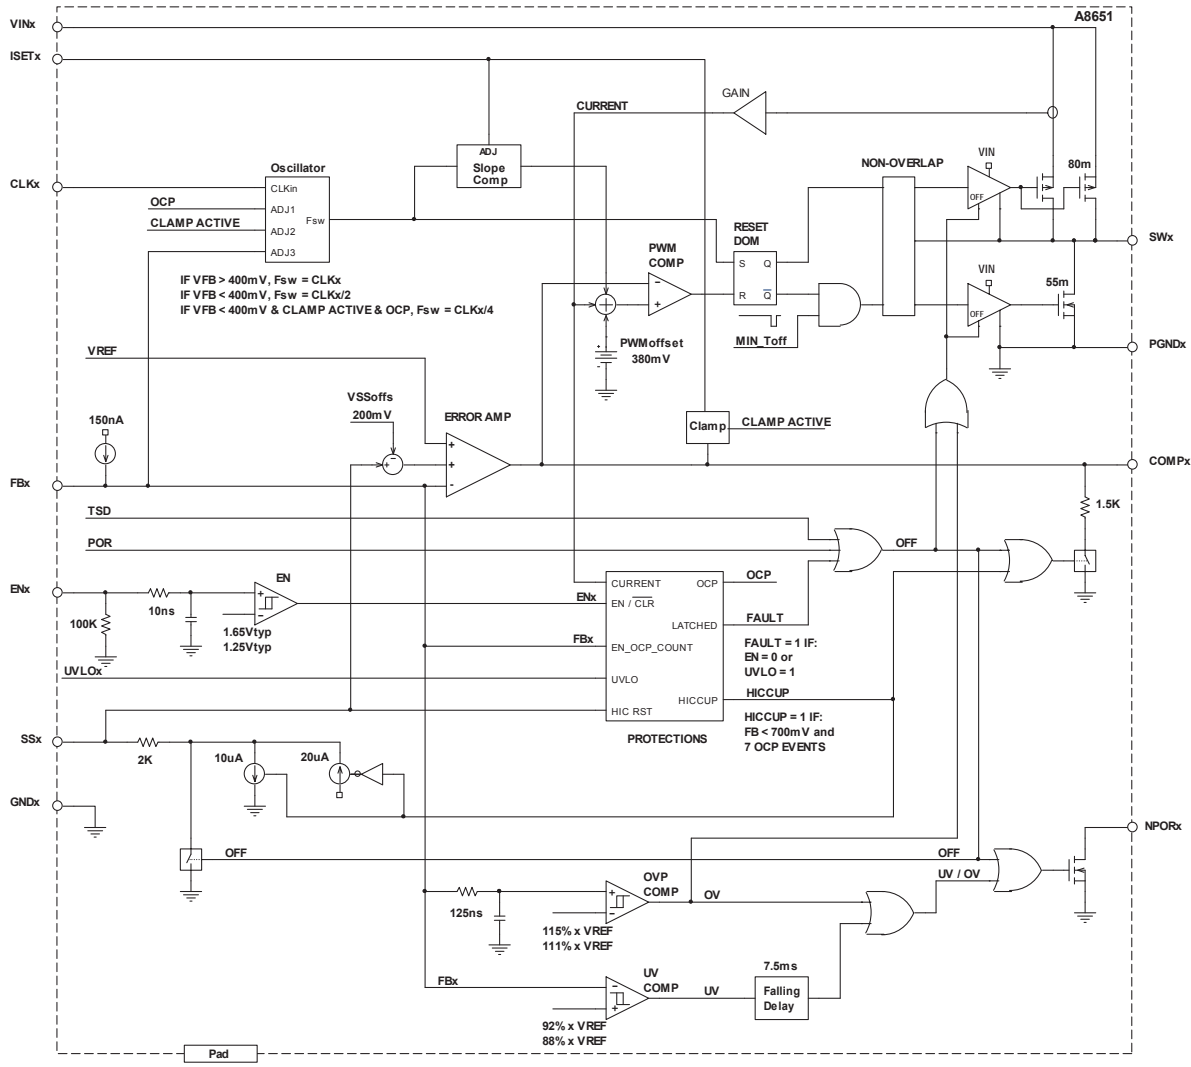 A8651
VINx
ISETx
GAIN
CURRENT
ADJ
Slope
Comp
NON-OVERLAP
VIN
80m
OFF
Oscillator
CLKx
CLKin
OCP
ADJ1
CLAMP ACTIVE
ADJ2
ADJ3
Fsw
IF VFB > 400mV, Fsw = CLKx
IF VFB < 400mV, Fsw = CLKx/2
IF VFB < 400mV & CLAMP ACTIVE & OCP, Fsw = CLKx/4
RESET
DOM
S Q
R Q̅
PWM
COMP
-
+
SWx
VIN
55m
OFF
MIN_Toff
PWMoffset
380mV
+
-
PGNDx
VREF
VSSoffs
200mV
ERROR AMP
150nA
Clamp
CLAMP ACTIVE
+
-
+
+
-
COMPx
FBx
1.5K
TSD
POR
OFF
ENx
EN
+
-
10ns
100K
1.65Vtyp
1.25Vtyp
CURRENT
OCP
OCP
ENx
EN / C̅L̅R̅
LATCHED
FAULT
FBx
EN_OCP_COUNT
FAULT = 1 IF:
EN = 0 or
UVLO = 1
UVLOx
UVLO
HICCUP
HICCUP
HIC RST
HICCUP = 1 IF:
FB < 700mV and
7 OCP EVENTS
PROTECTIONS
SSx
2K
10uA
20uA
GNDx
NPORx
OFF
OFF
UV / OV
OVP
COMP
+
-
OV
125ns
115% x VREF
111% x VREF
FBx
UV
COMP
-
+
UV
7.5ms
Falling
Delay
92% x VREF
88% x VREF
Pad